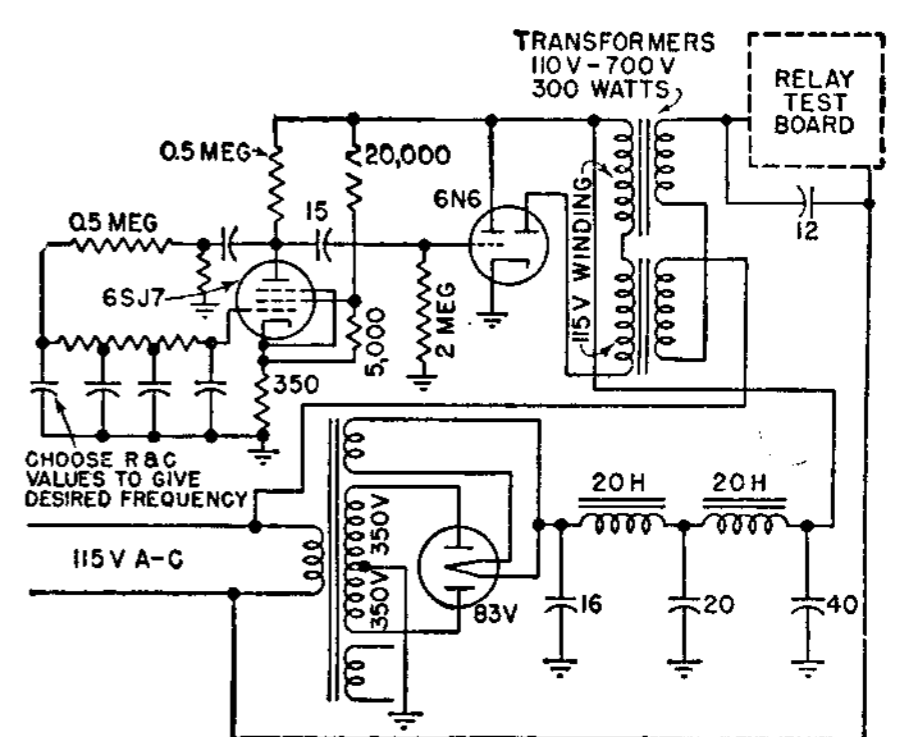 TRANSFORMERS
110 V - 700 V
300 WATTS
RELAY
TEST
BOARD
0.5 MEG
20,000
6N6
0.5 MEG
15
12
6SJ7
2 MEG
115 V WINDING
5,000
350
CHOOSE R & C
VALUES TO GIVE
DESIRED FREQUENCY
20 H
20 H
350V
350V
115 V A-C
83V
16
20
40